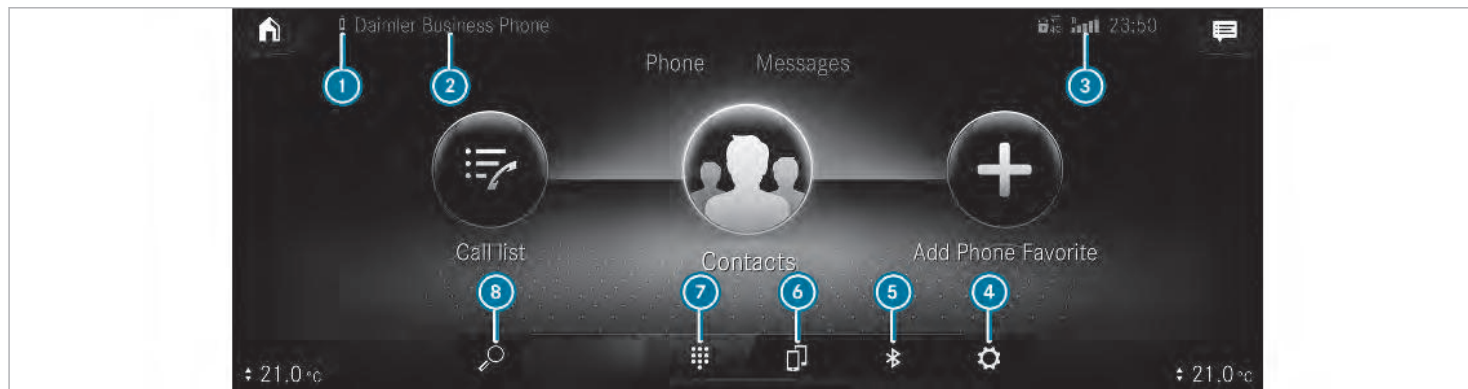 Daimler Business Phone
23:50
1
2
3
Phone Messages
Call list
Contacts
Add Phone Favorite
8
7
6
5
4
21.0 °C
21.0 °C